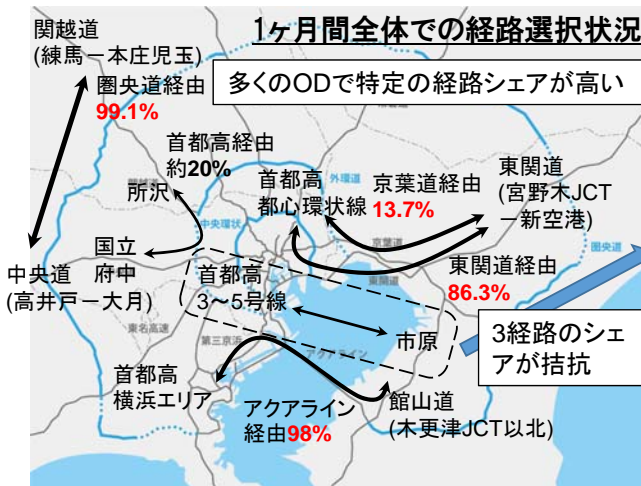 1ヶ月間全体での経路選択状況
関越道
(練馬－本庄児玉)
圏央道経由
99.1%
多くのODで特定の経路シェアが高い
首都高経由
約20%
所沢
関越道
外環道
首都高
都心環状線
京葉道経由
13.7%
東関道
(宮野木JCT
－新空港)
中央環状
国立
府中
京葉道
圏央道
中央道
(高井戸－大月)
首都高
3～5号線
東関道
東関道経由
86.3%
東名高速
第三京浜
市原
3経路のシェ
アが拮抗
アクアライン
首都高
横浜エリア
アクアライン
経由98%
館山道
(木更津JCT以北)